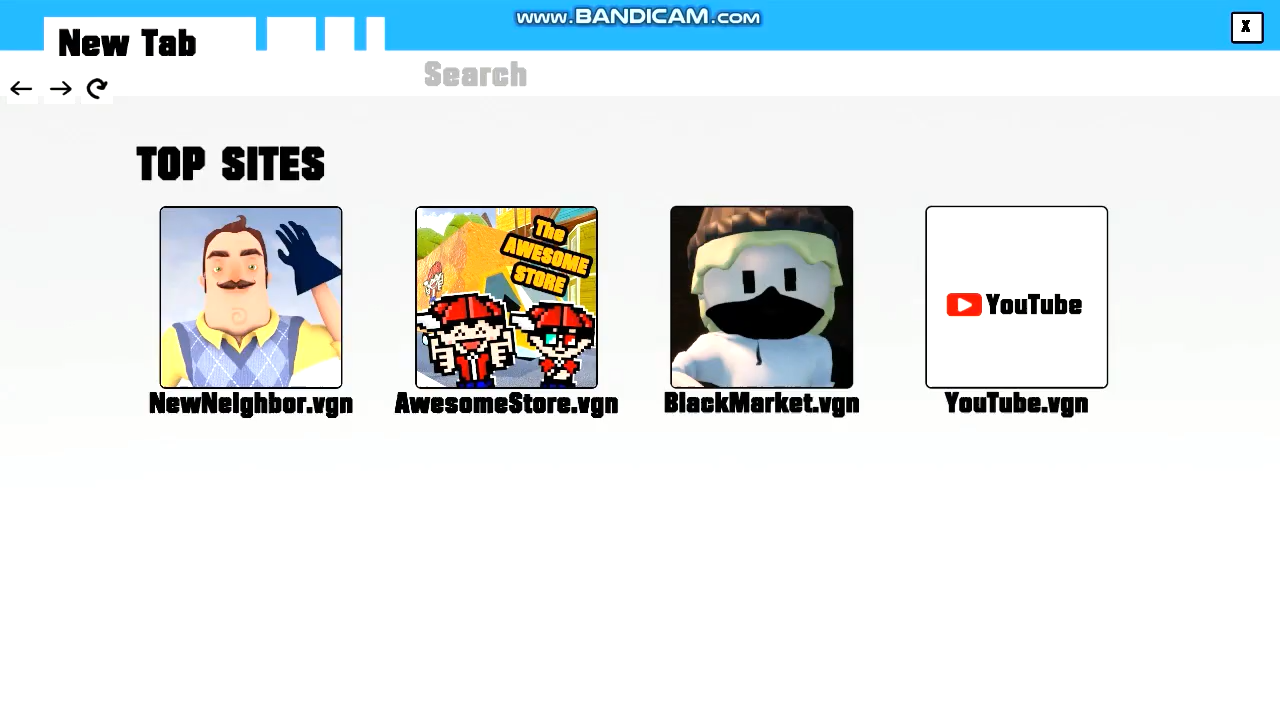 www.BANDICAM.com
New Tab
X
Search
TOP SITES
The
AWESOME
STORE
YouTube
NewNeIghbor.vgn
AwesomeStore.vgn
BlackMarket.vgn
YouTube.vgn